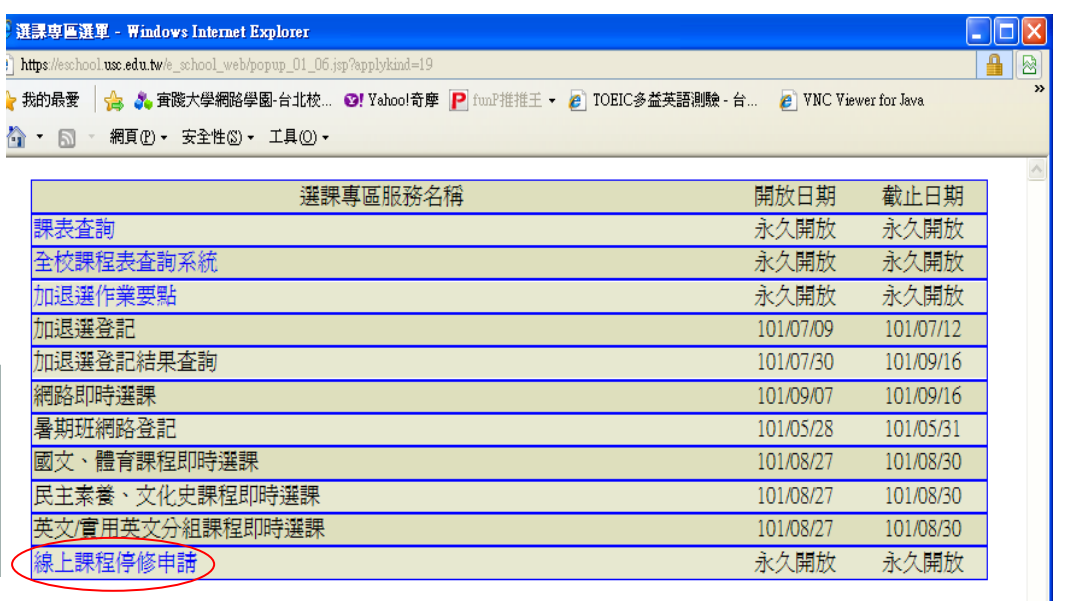 選課專區選單 - Windows Internet Explorer
https://eschool.usc.edu.tw/e_school_web/popup_01_06.jsp?applykind=19
我的最愛 實踐大學網路學園-台北校... Yahoo!奇摩 funP推推王 TOEIC多益英語測驗 - 台... VNC Viewer for Java »
網頁(P) 安全性(S) 工具(O)
選課專區服務名稱 開放日期 截止日期
課表查詢 永久開放 永久開放
全校課程表查詢系統 永久開放 永久開放
加退選作業要點 永久開放 永久開放
加退選登記 101/07/09 101/07/12
加退選登記結果查詢 101/07/30 101/09/16
網路即時選課 101/09/07 101/09/16
暑期班網路登記 101/05/28 101/05/31
國文、體育課程即時選課 101/08/27 101/08/30
民主素養、文化史課程即時選課 101/08/27 101/08/30
英文/實用英文分組課程即時選課 101/08/27 101/08/30
線上課程停修申請 永久開放 永久開放